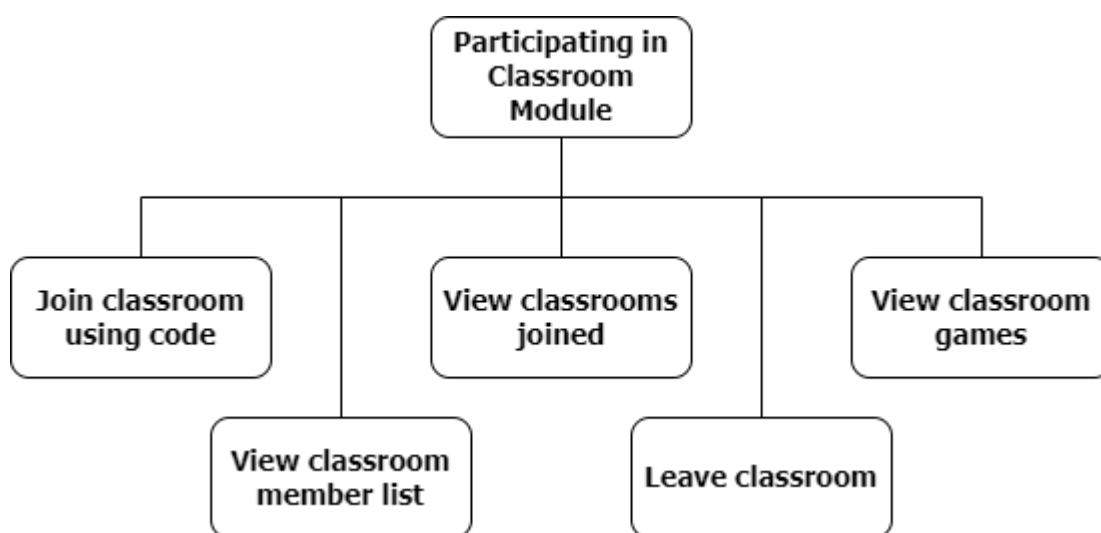 Participating in
Classroom
Module
Join classroom
using code
View classrooms
joined
View classroom
games
View classroom
member list
Leave classroom